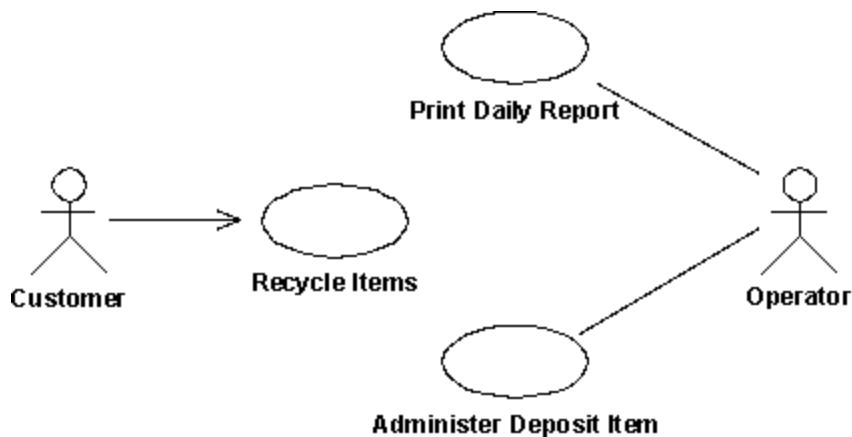 Print Daily Report
Customer
Recycle Items
Operator
Administer Deposit Item